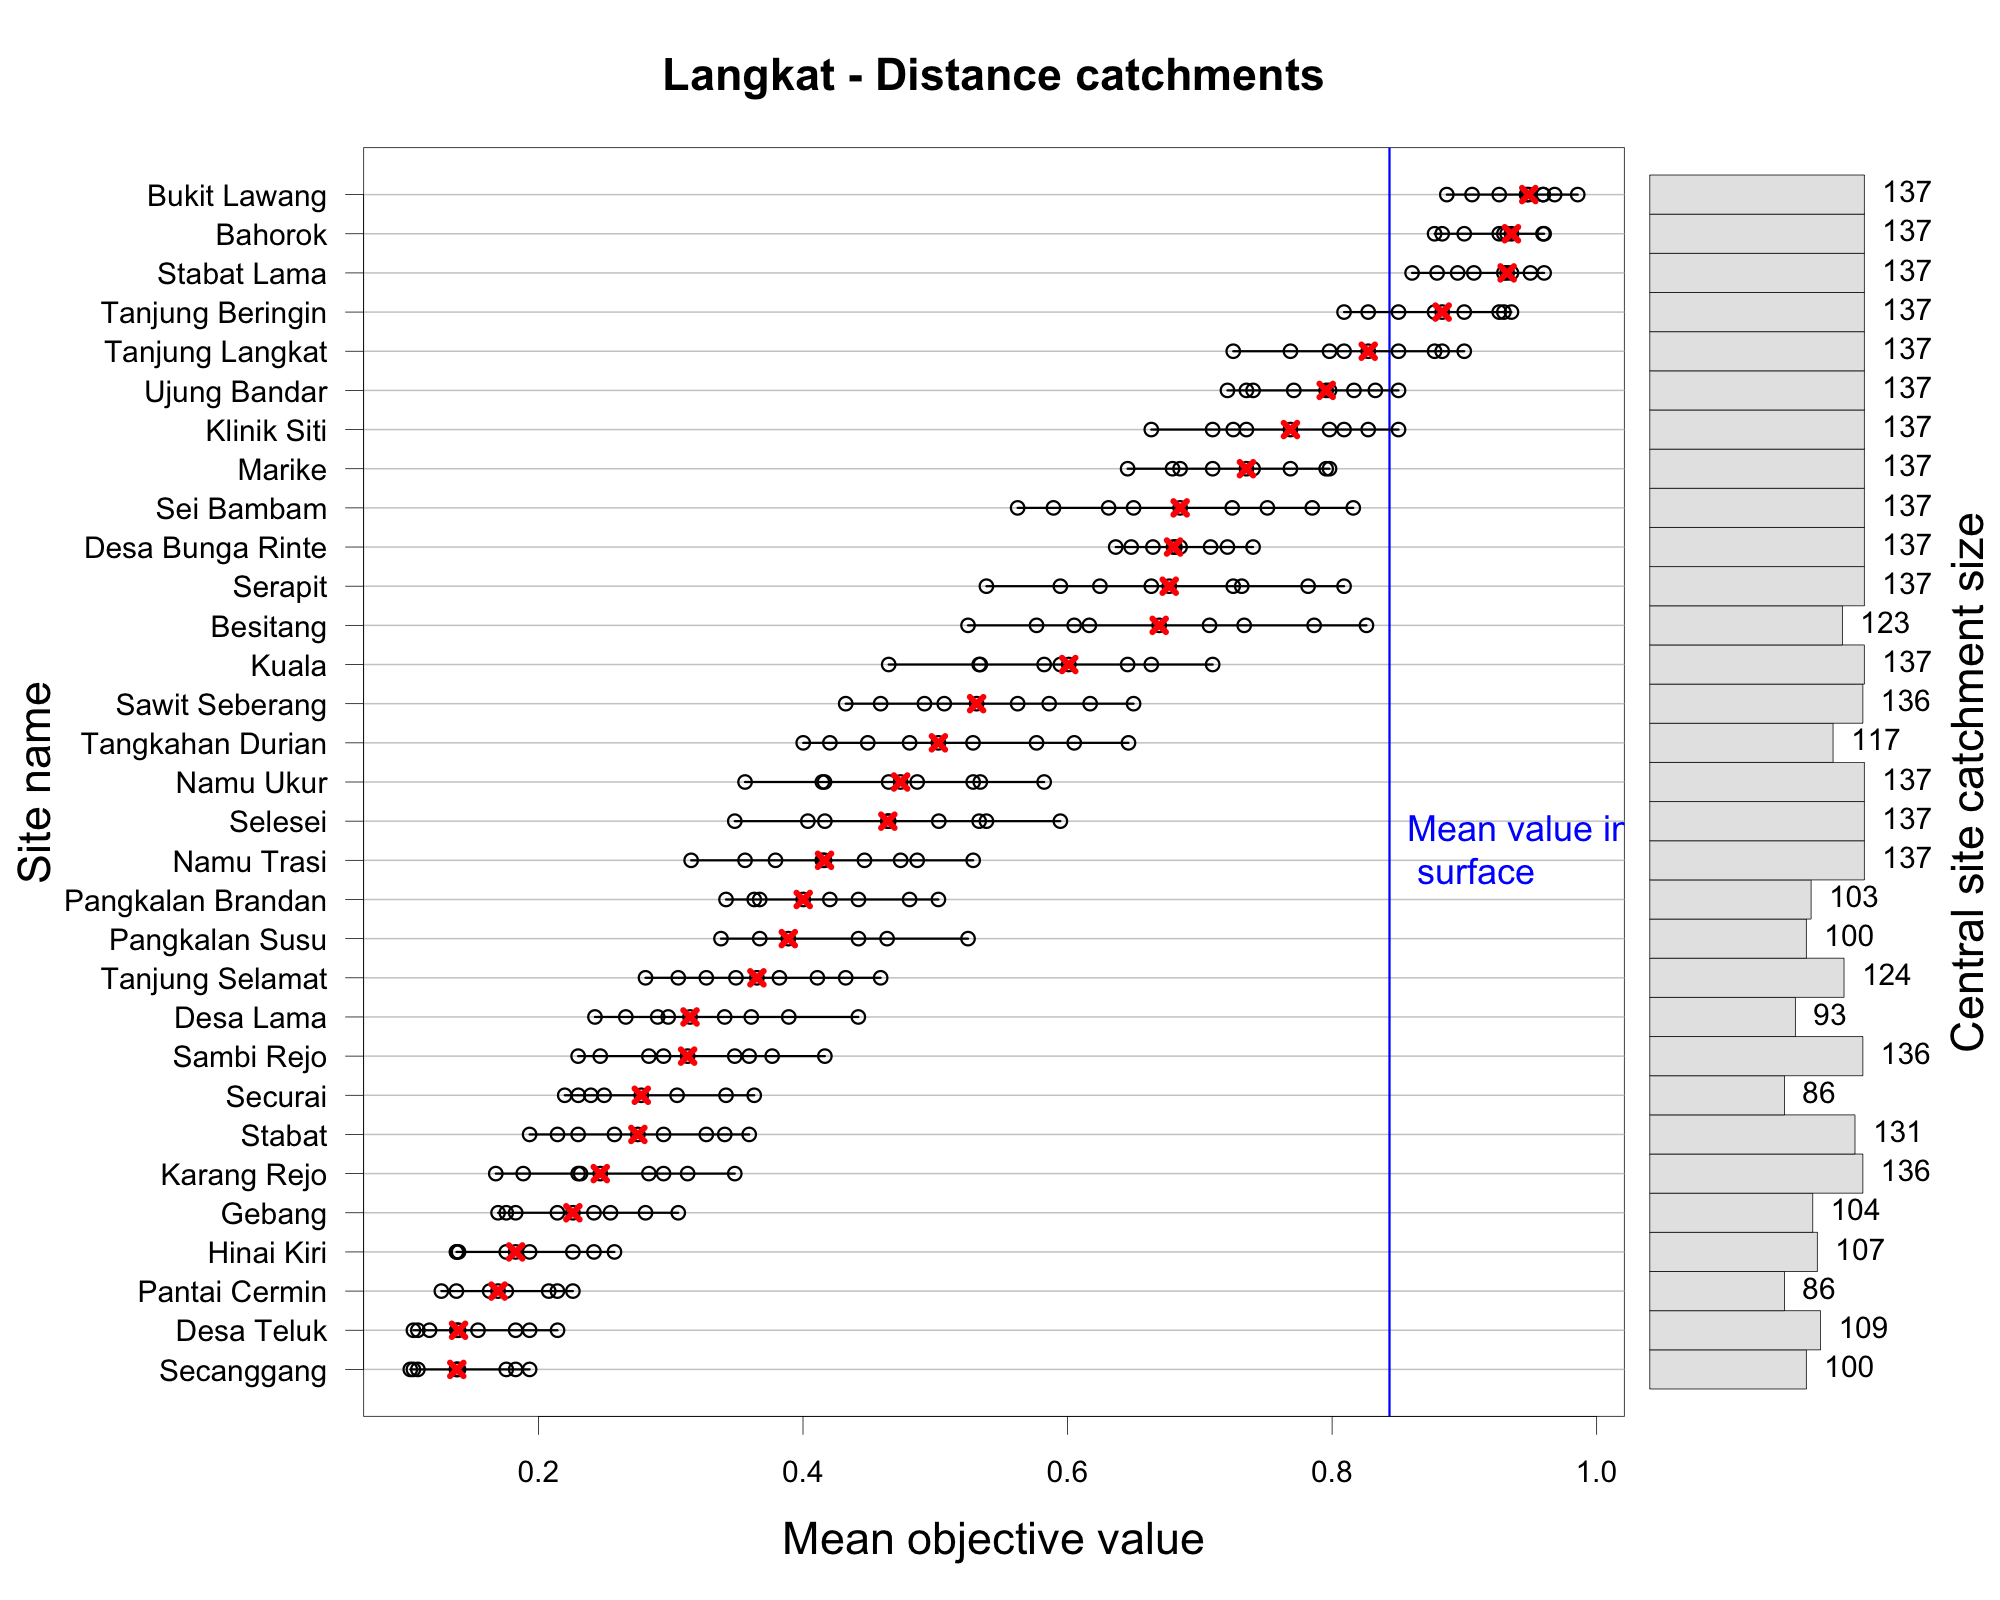 Langkat - Distance catchments
Bukit Lawang 137
Bahorok 137
Stabat Lama 137
Tanjung Beringin 137
Tanjung Langkat 137
Ujung Bandar 137
Klinik Siti 137
Marike 137
Sei Bambam 137
Desa Bunga Rinte 137
Serapit 137
Besitang 123
Kuala 137
Sawit Seberang 136
Tangkahan Durian 117
Namu Ukur 137
Selesei 137
Namu Trasi 137
Pangkalan Brandan 103
Pangkalan Susu 100
Tanjung Selamat 124
Desa Lama 93
Sambi Rejo 136
Securai 86
Stabat 131
Karang Rejo 136
Gebang 104
Hinai Kiri 107
Pantai Cermin 86
Desa Teluk 109
Secanggang 100
Site name
Mean value in
surface
Central site catchment size
0.2 0.4 0.6 0.8 1.0
Mean objective value